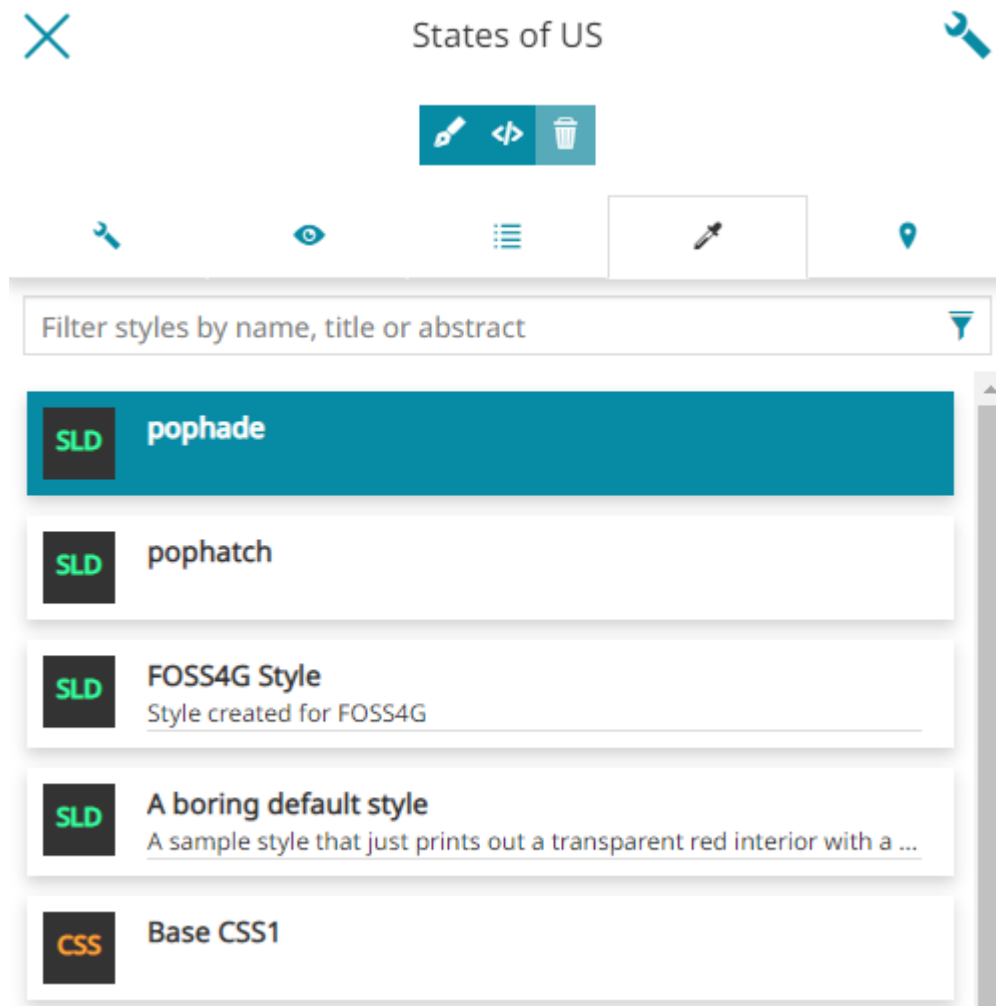 States of US
</>
Filter styles by name, title or abstract
SLD
pophade
SLD
pophatch
SLD
FOSS4G Style
Style created for FOSS4G
SLD
A boring default style
A sample style that just prints out a transparent red interior with a ...
CSS
Base CSS1